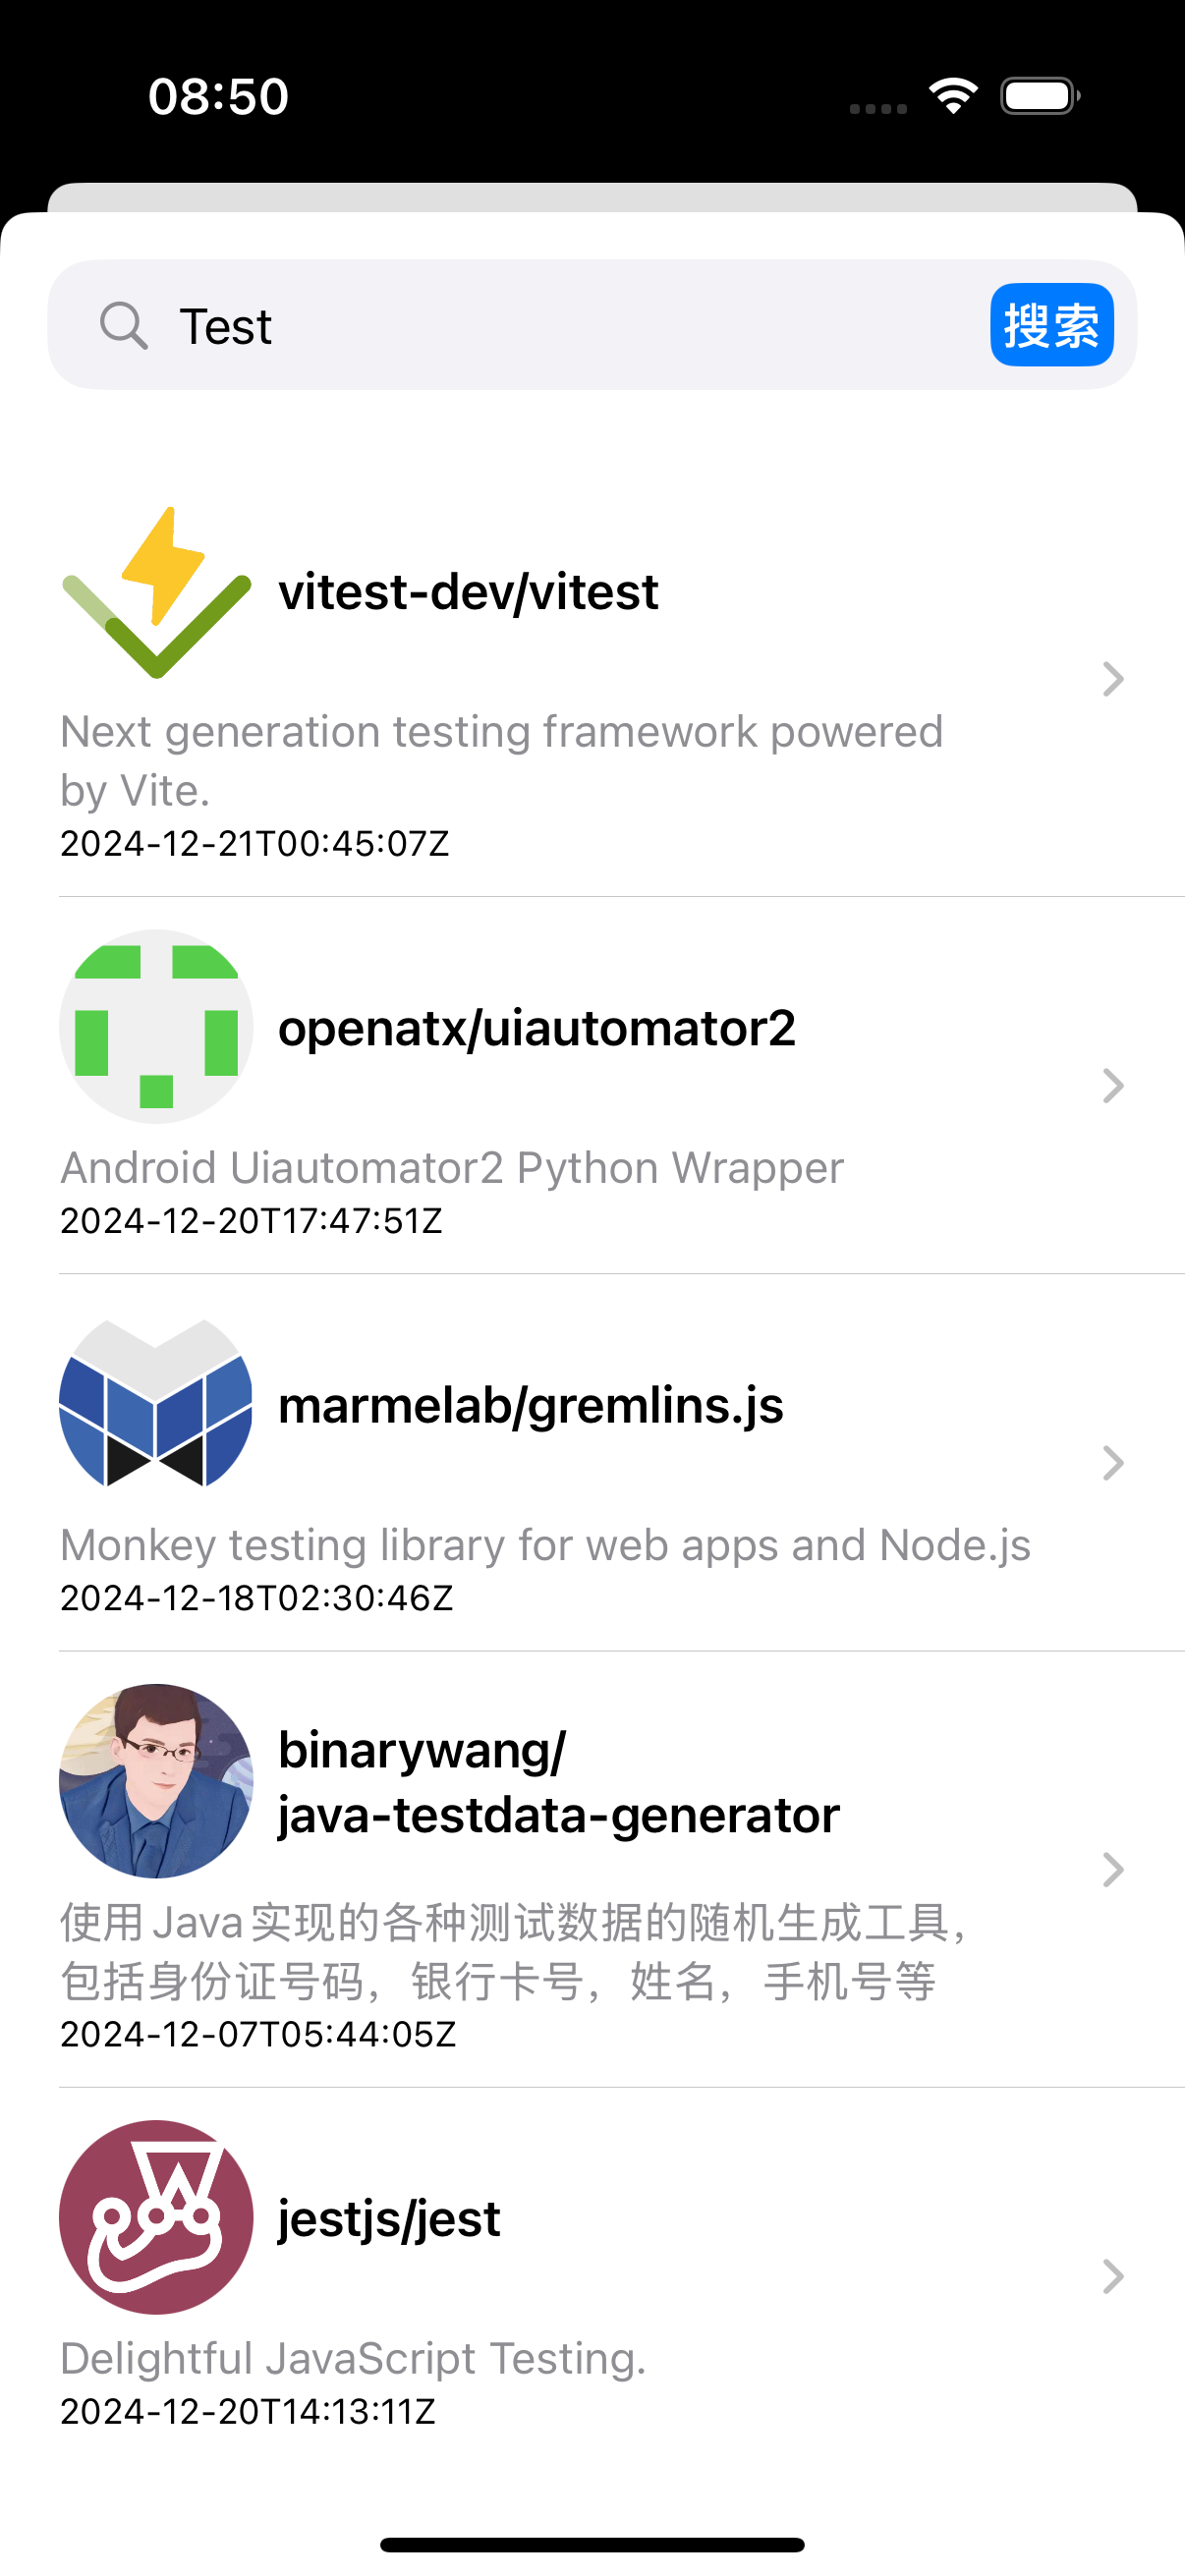 08:50
Test
搜索
vitest-dev/vitest
Next generation testing framework powered
by Vite.
2024-12-21T00:45:07Z
openatx/uiautomator2
Android Uiautomator2 Python Wrapper
2024-12-20T17:47:51Z
marmelab/gremlins.js
Monkey testing library for web apps and Node.js
2024-12-18T02:30:46Z
binarywang/
java-testdata-generator
使用Java实现的各种测试数据的随机生成工具，
包括身份证号码，银行卡号，姓名，手机号等
2024-12-07T05:44:05Z
jestjs/jest
Delightful JavaScript Testing.
2024-12-20T14:13:11Z